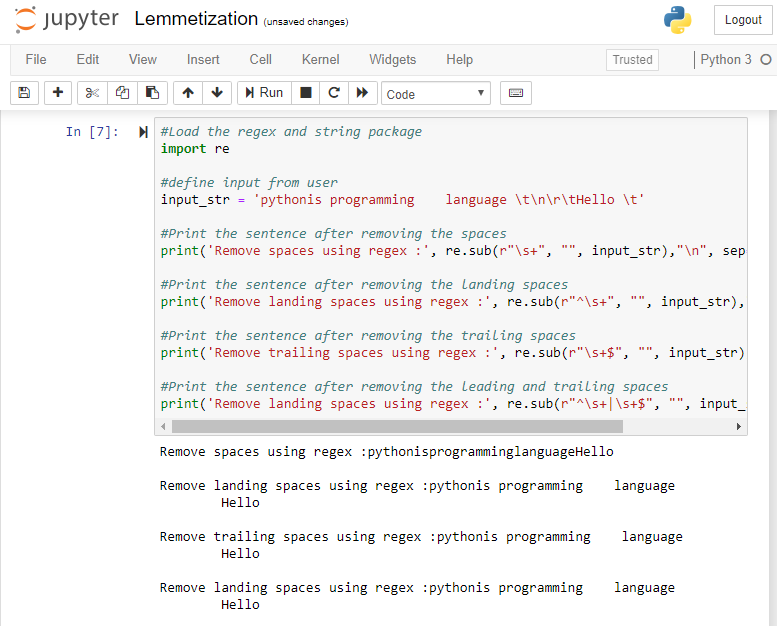 jupyter Lemmetization (unsaved changes) Logout
File Edit View Insert Cell Kernel Widgets Help Trusted Python 3
Run Code
In [7]:
#Load the regex and string package
import re
#define input from user
input_str = 'pythonis programming    language \t\n\r\tHello \t'
#Print the sentence after removing the spaces
print('Remove spaces using regex :', re.sub(r"\s+", "", input_str),"\n", sep
#Print the sentence after removing the landing spaces
print('Remove landing spaces using regex :', re.sub(r"^\s+", "", input_str),
#Print the sentence after removing the trailing spaces
print('Remove trailing spaces using regex :', re.sub(r"\s+$", "", input_str)
#Print the sentence after removing the leading and trailing spaces
print('Remove landing spaces using regex :', re.sub(r"^\s+|\s+$", "", input_
Remove spaces using regex :pythonisprogramminglanguageHello
Remove landing spaces using regex :pythonis programming    language
Hello
Remove trailing spaces using regex :pythonis programming    language
Hello
Remove landing spaces using regex :pythonis programming    language
Hello